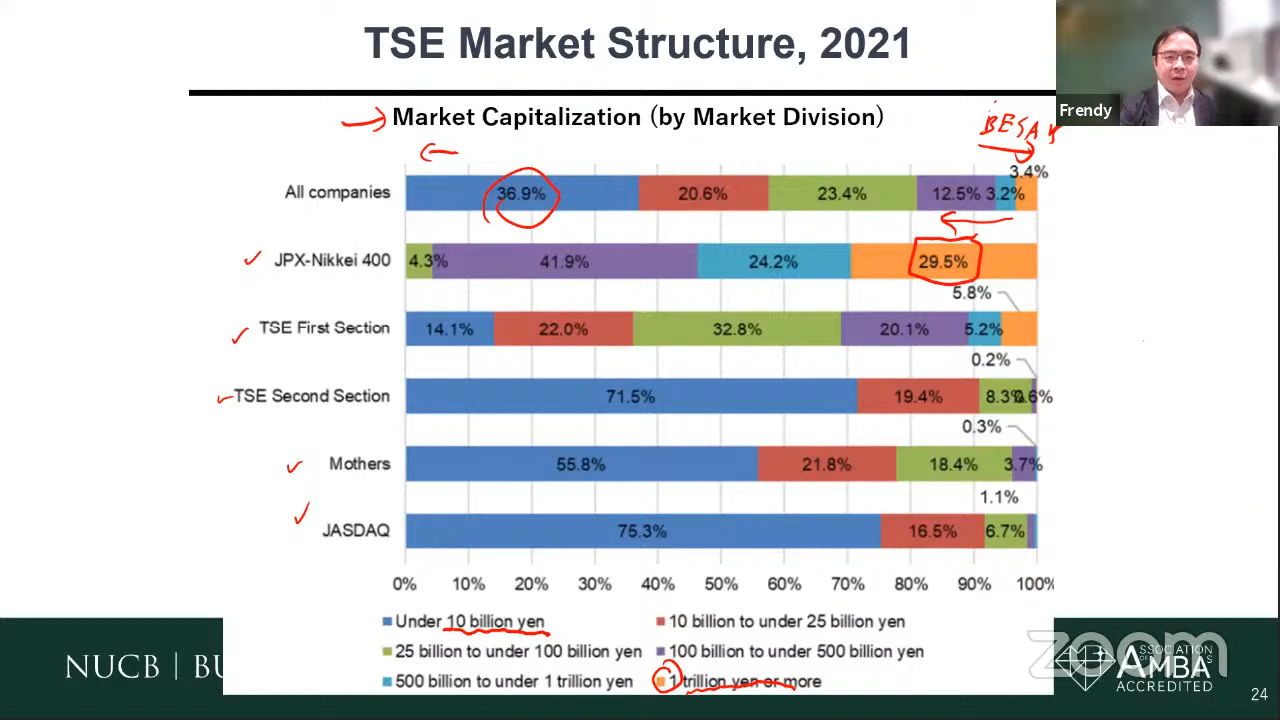 TSE Market Structure, 2021
Frendy
Market Capitalization (by Market Division)
BESAR
All companies 36.9% 20.6% 23.4% 12.5% 3.2% 3.4%
JPX-Nikkei 400 4.3% 41.9% 24.2% 29.5%
TSE First Section 14.1% 22.0% 32.8% 20.1% 5.2% 5.8%
TSE Second Section 71.5% 19.4% 8.3% 0.6% 0.2%
Mothers 55.8% 21.8% 18.4% 3.7% 0.3%
JASDAQ 75.3% 16.5% 6.7% 1.1%
0% 10% 20% 30% 40% 50% 60% 70% 80% 90% 100%
Under 10 billion yen 10 billion to under 25 billion yen
25 billion to under 100 billion yen 100 billion to under 500 billion yen
500 billion to under 1 trillion yen 1 trillion yen or more
NUCB | BU
zoom
ASSOCIATION
AMBA
ACCREDITED
24